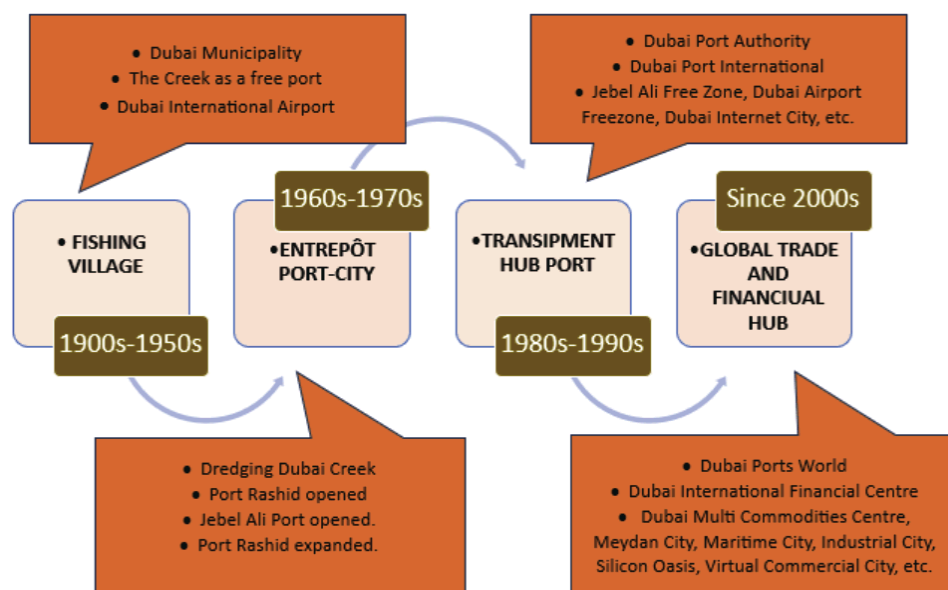 • Dubai Municipality
• The Creek as a free port
• Dubai International Airport
• Dubai Port Authority
• Dubai Port International
• Jebel Ali Free Zone, Dubai Airport
Freezone, Dubai Internet City, etc.
• FISHING
VILLAGE
1900s-1950s
1960s-1970s
•ENTREPÔT
PORT-CITY
•TRANSIPMENT
HUB PORT
1980s-1990s
Since 2000s
•GLOBAL TRADE
AND
FINANCIUAL
HUB
• Dredging Dubai Creek
• Port Rashid opened
• Jebel Ali Port opened.
• Port Rashid expanded.
• Dubai Ports World
• Dubai International Financial Centre
• Dubai Multi Commodities Centre,
Meydan City, Maritime City, Industrial City,
Silicon Oasis, Virtual Commercial City, etc.